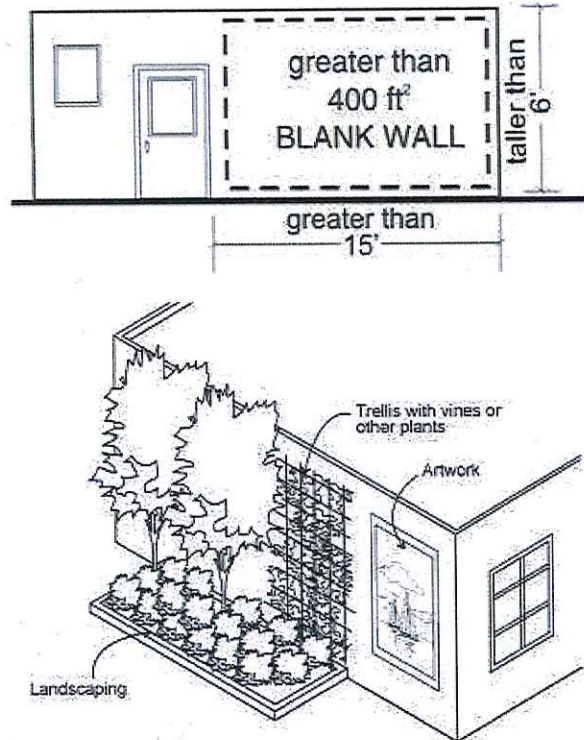 greater than
400 ft²
BLANK WALL
taller than
6'
greater than
15'
Trellis with vines or
other plants
Artwork
Landscaping